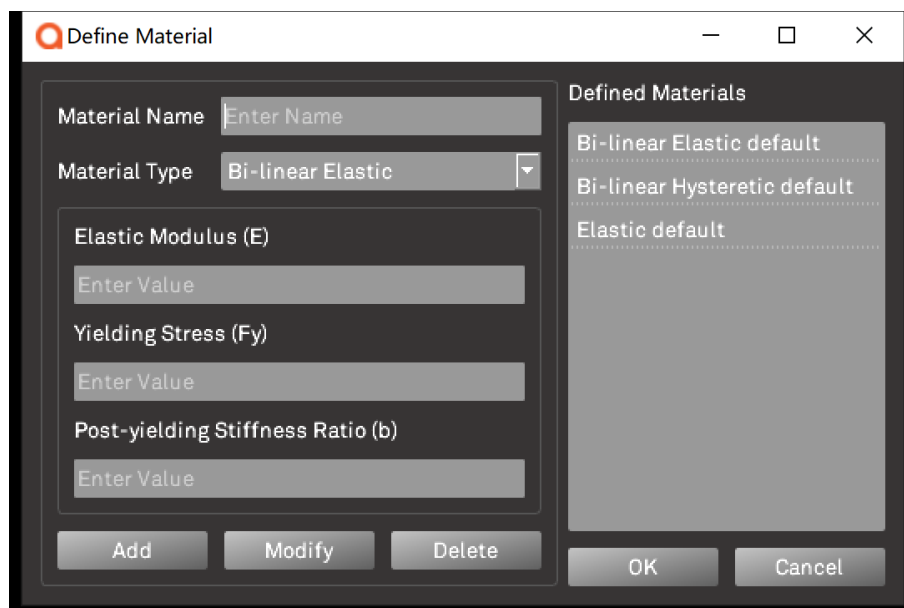 Define Material
Material Name
Enter Name
Material Type
Bi-linear Elastic
Elastic Modulus (E)
Enter Value
Yielding Stress (Fy)
Enter Value
Post-yielding Stiffness Ratio (b)
Enter Value
Add
Modify
Delete
Defined Materials
Bi-linear Elastic default
Bi-linear Hysteretic default
Elastic default
OK
Cancel